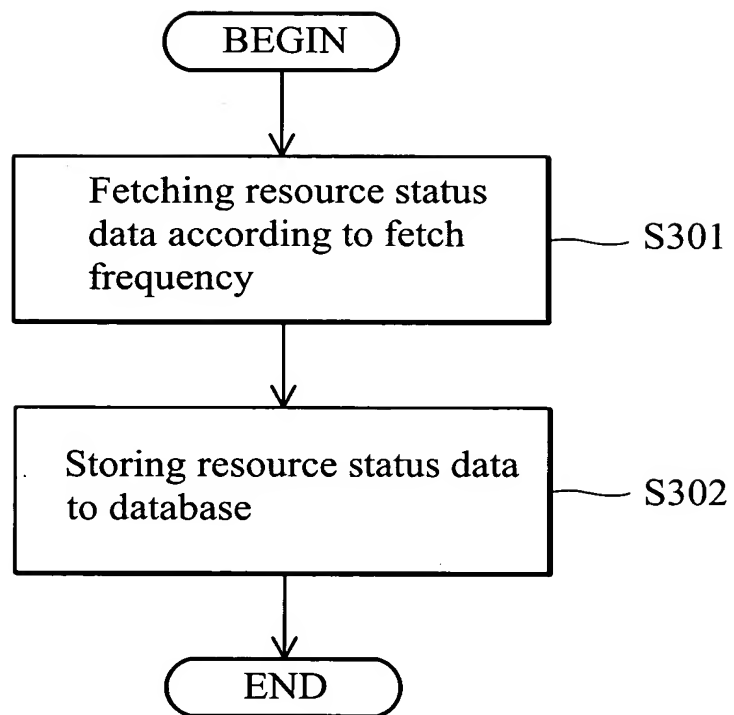 BEGIN
Fetching resource status
data according to fetch
frequency
S301
Storing resource status data
to database
S302
END